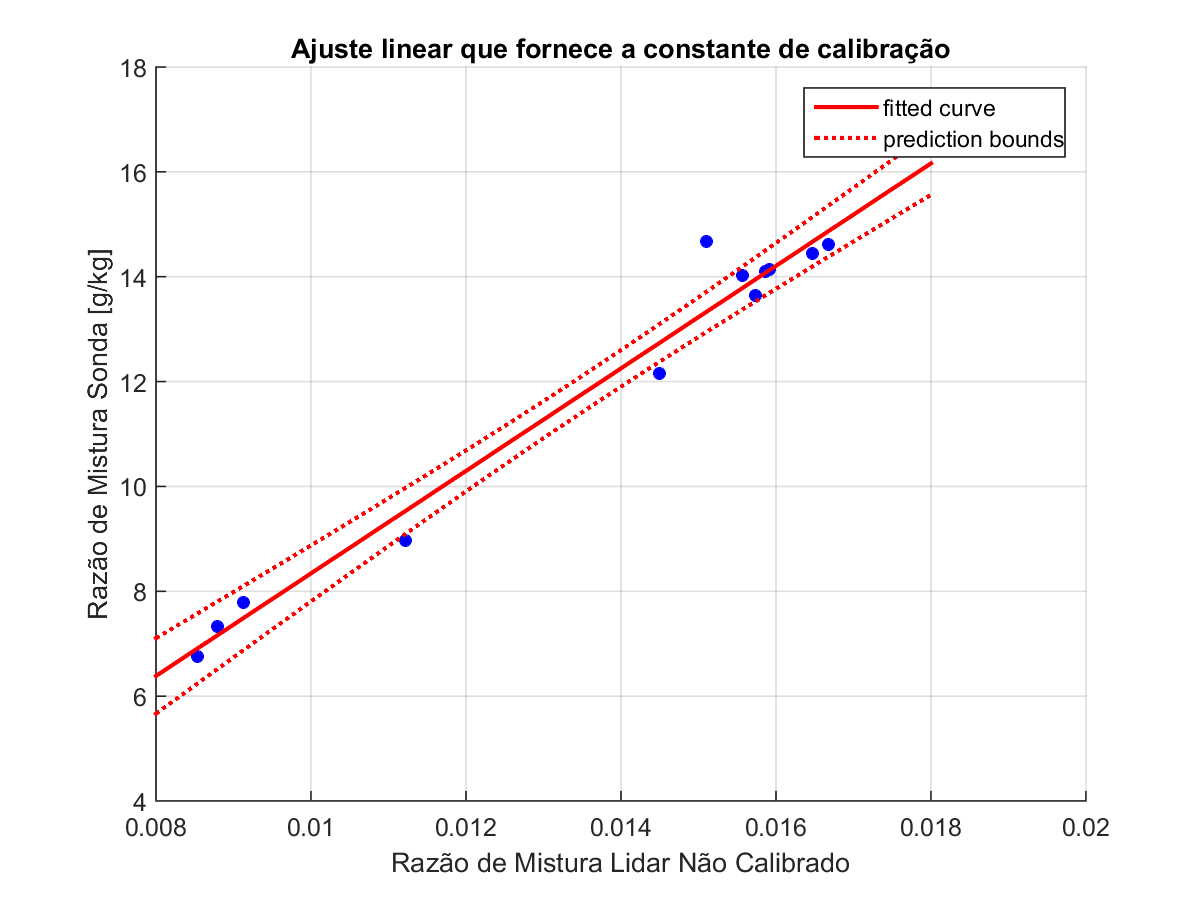 Ajuste linear que fornece a constante de calibração
18
16
14
12
10
8
6
4
0.008 0.01 0.012 0.014 0.016 0.018 0.02
fitted curve
prediction bounds
Razão de Mistura Sonda [g/kg]
Razão de Mistura Lidar Não Calibrado